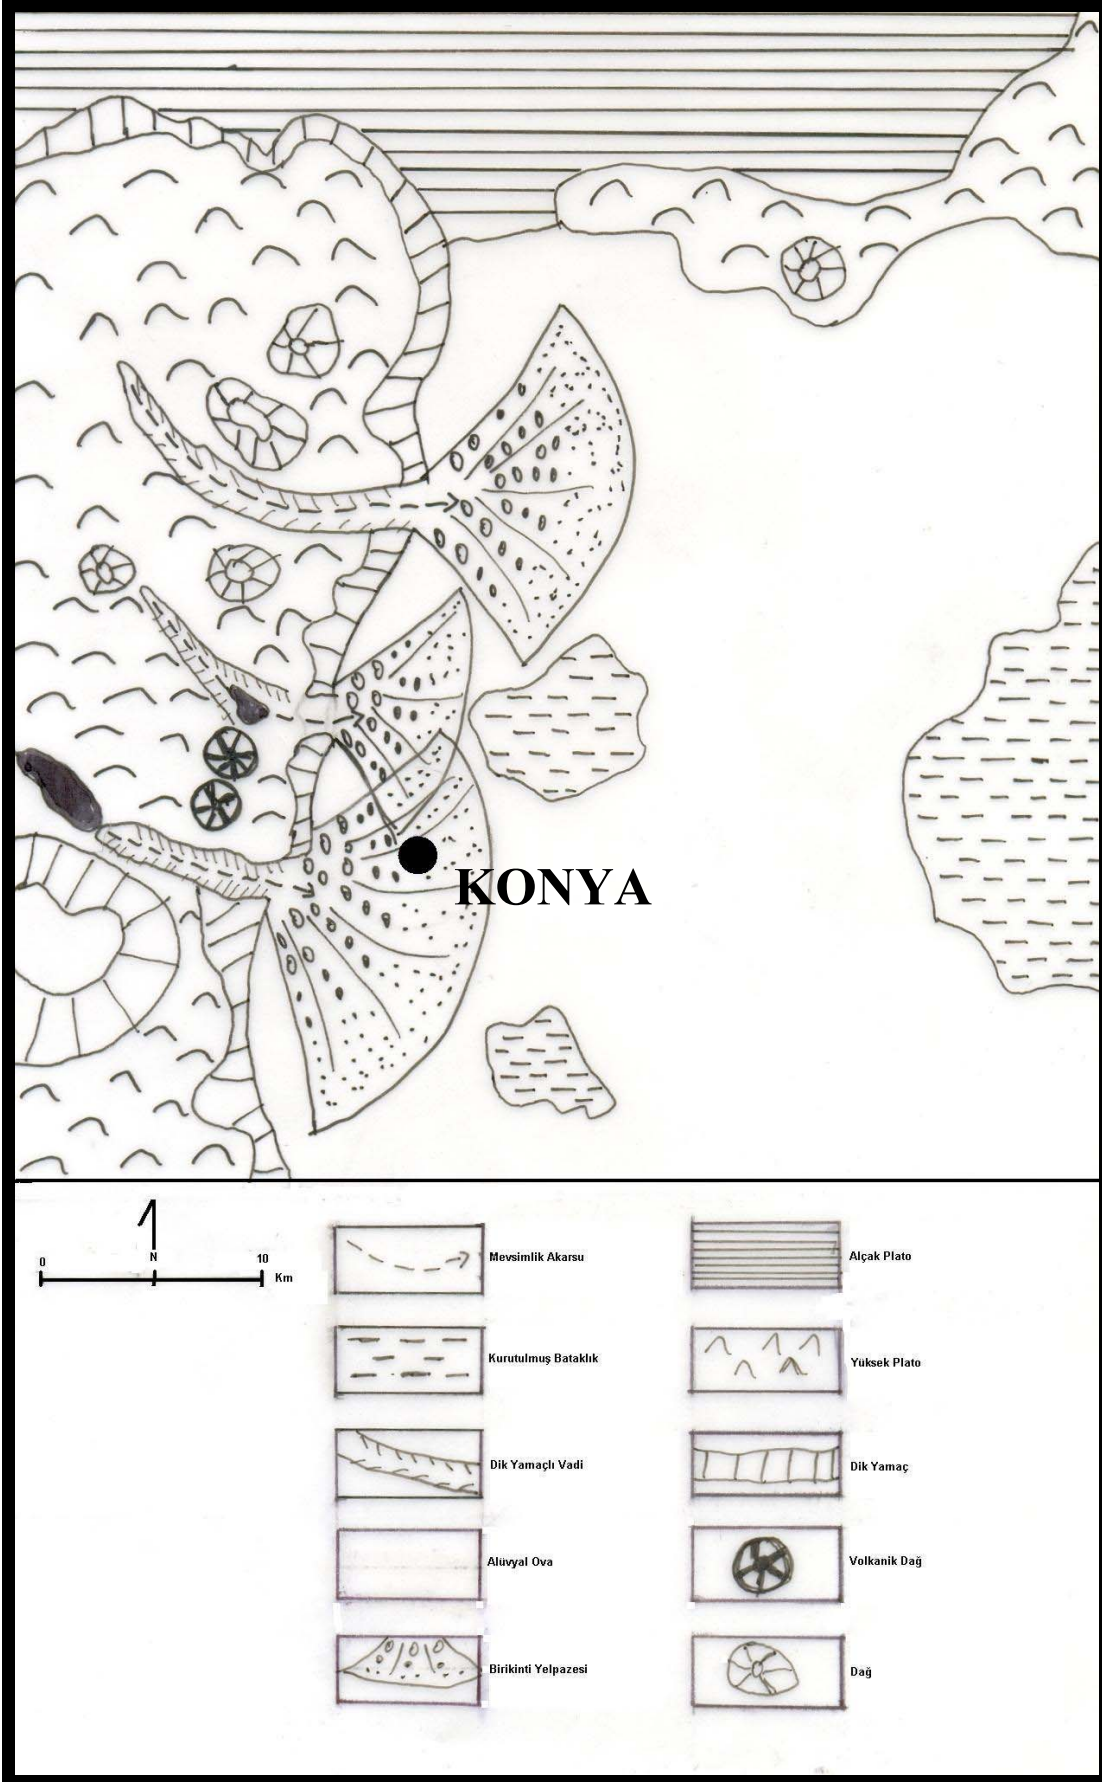 KONYA
N
0
10
Km
Mevsimlik Akarsu
Alçak Plato
Kurutulmuş Bataklık
Yüksek Plato
Dik Yamaçlı Vadi
Dik Yamaç
Alüvyal Ova
Volkanik Dağ
Birikinti Yelpazesi
Dağ